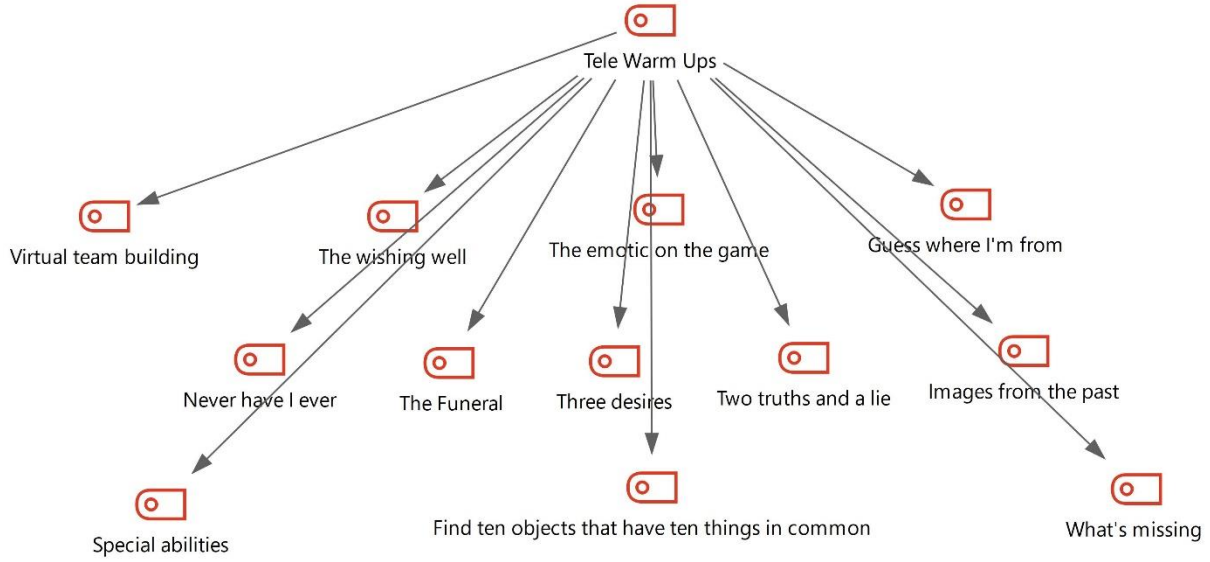 Tele Warm Ups
Virtual team building
The wishing well
The emotic on the game
Guess where I'm from
Never have I ever
The Funeral
Three desires
Two truths and a lie
Images from the past
Special abilities
Find ten objects that have ten things in common
What's missing